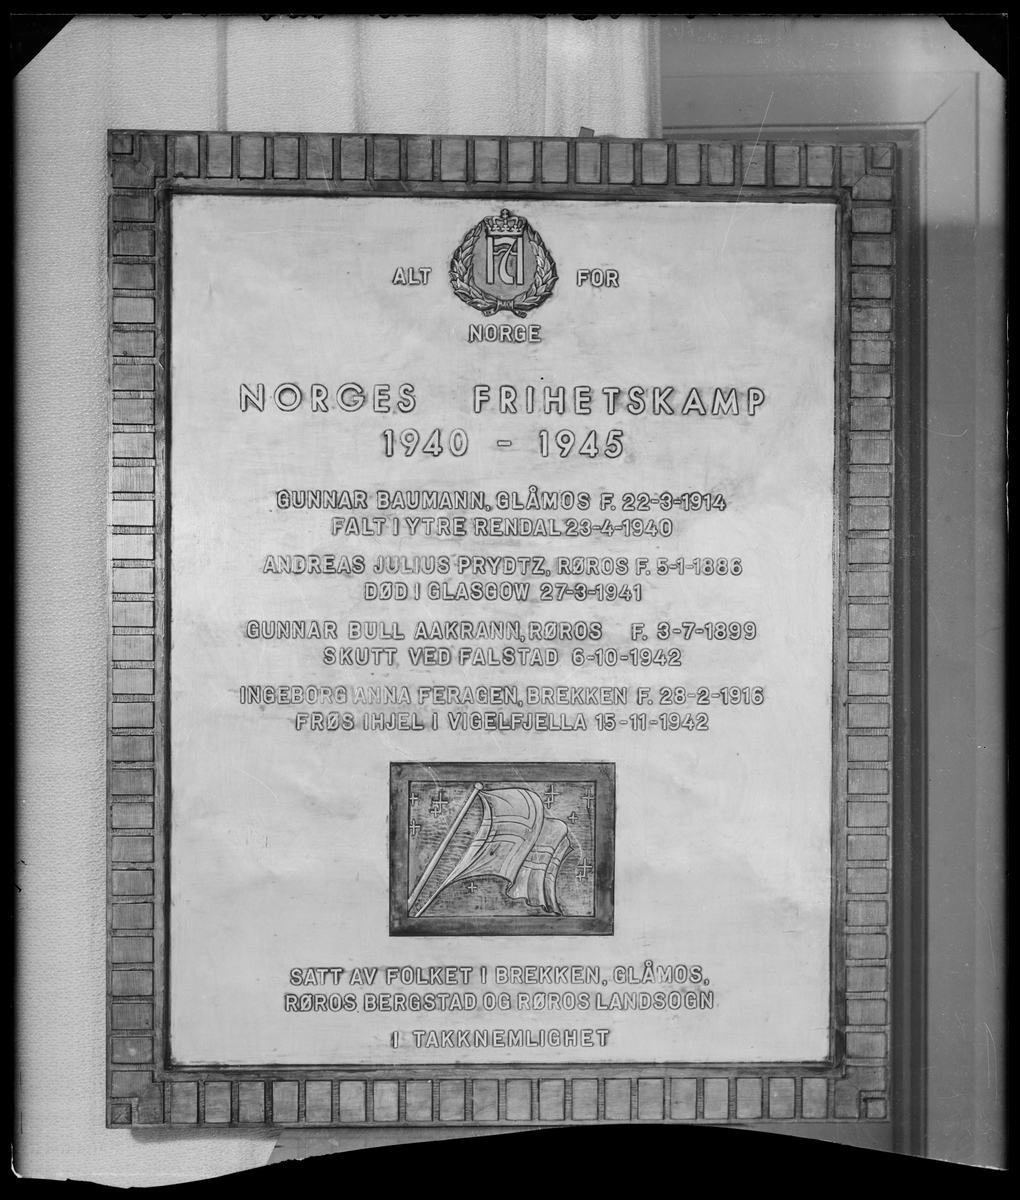 ALT FOR
NORGE
NORGES FRIHETSKAMP
1940 - 1945
GUNNAR BAUMANN, GLÅMOS F. 22-3-1914
FALT I YTRE RENDAL 23-4-1940
ANDREAS JULIUS PRYDTZ, RØROS F. 5-1-1886
DØD I GLASGOW 27-3-1941
GUNNAR BULL AAKRANN, RØROS F. 3-7-1899
SKUTT VED FALSTAD 6-10-1942
INGEBORG ANNA FERAGEN, BREKKEN F. 28-2-1916
FRØS IHJEL I VIGELFJELLA 15-11-1942
SATT AV FOLKET I BREKKEN, GLÅMOS,
RØROS BERGSTAD OG RØROS LANDSOGN
I TAKKNEMLIGHET